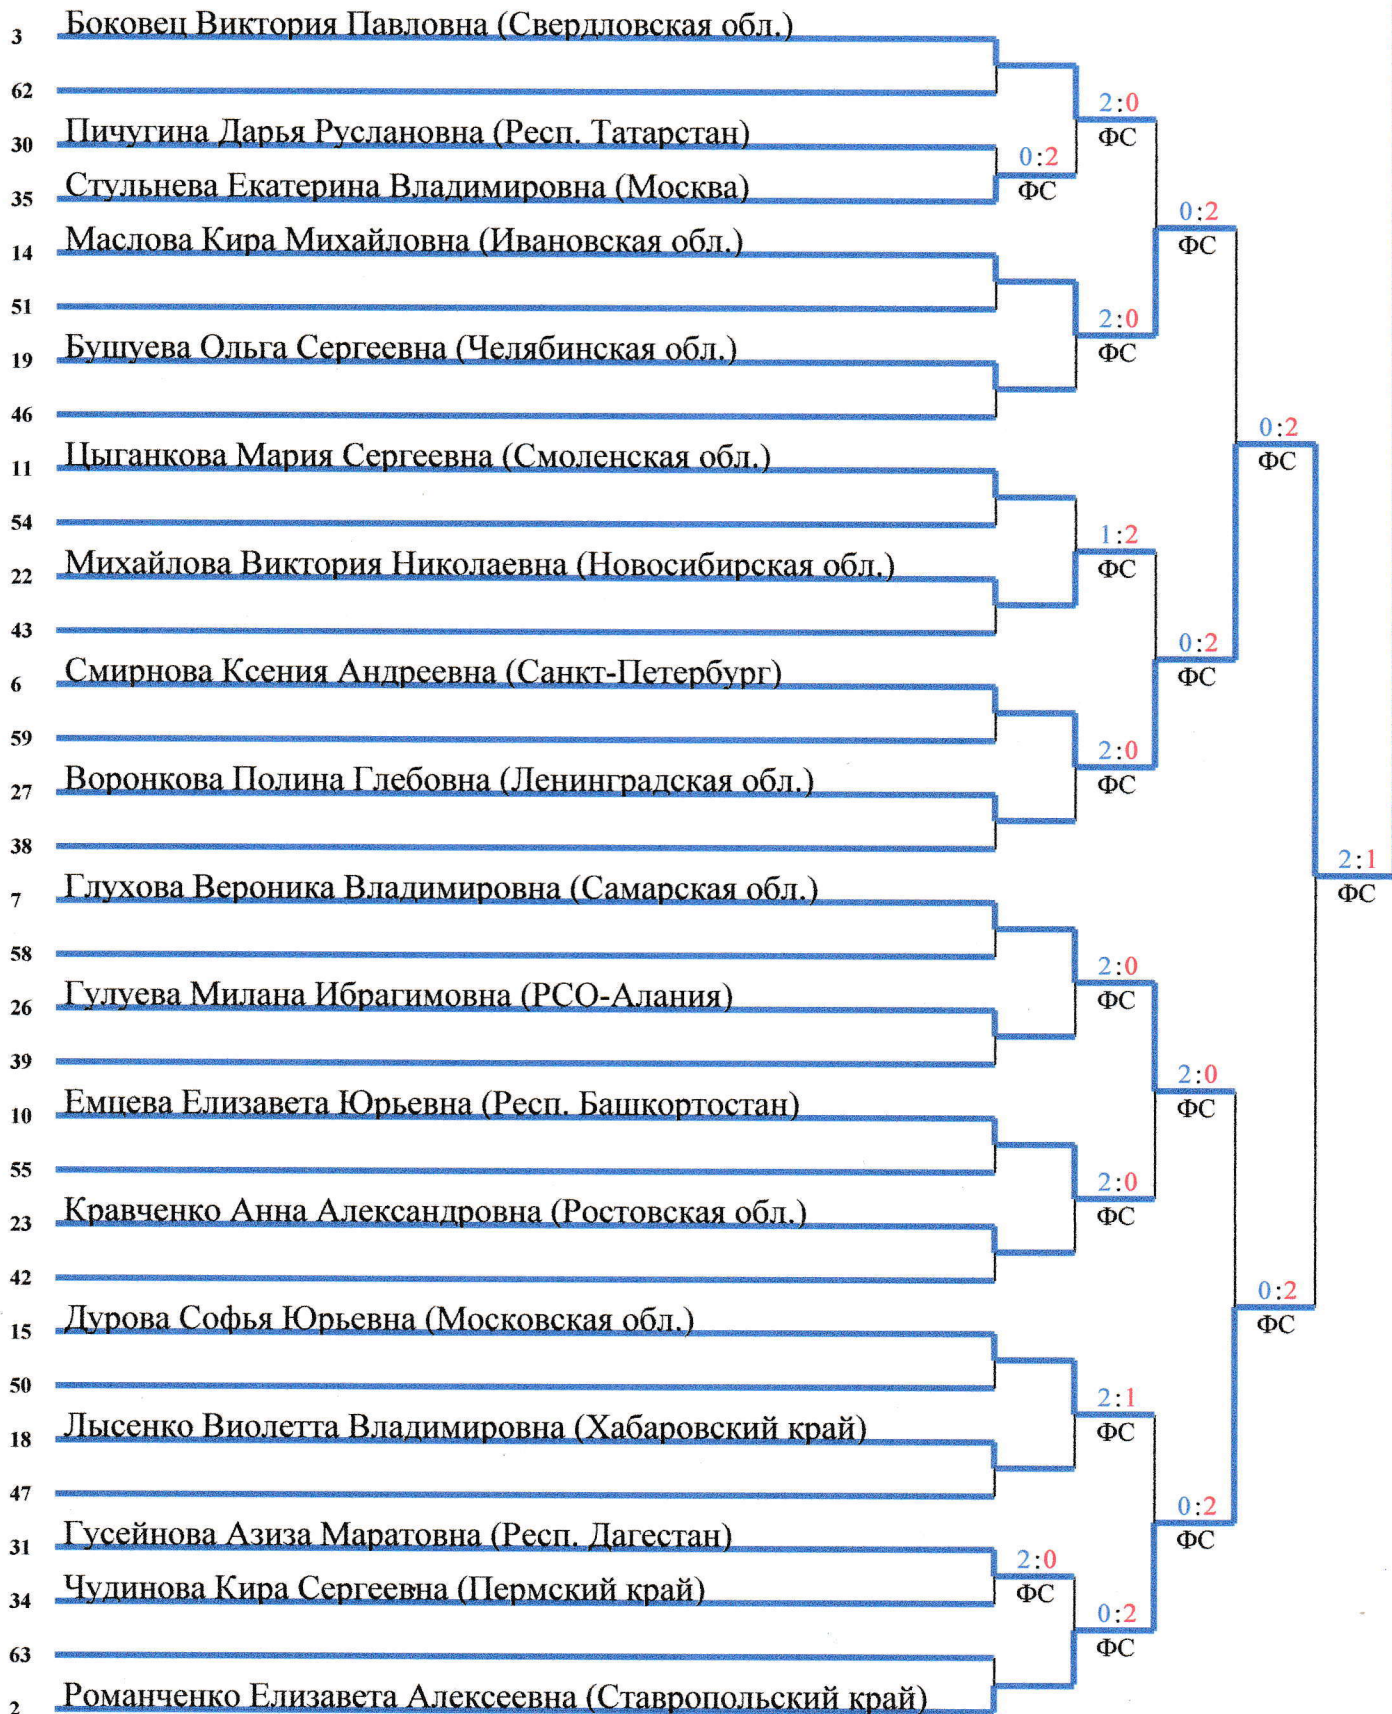 3 Боковец Виктория Павловна (Свердловская обл.)
62
2:0
ФС
30 Пичугина Дарья Руслановна (Респ. Татарстан)
0:2
ФС
35 Стульнева Екатерина Владимировна (Москва)
0:2
ФС
14 Маслова Кира Михайловна (Ивановская обл.)
51
2:0
ФС
19 Бушуева Ольга Сергеевна (Челябинская обл.)
46
0:2
ФС
11 Цыганкова Мария Сергеевна (Смоленская обл.)
54
1:2
ФС
22 Михайлова Виктория Николаевна (Новосибирская обл.)
43
0:2
ФС
6 Смирнова Ксения Андреевна (Санкт-Петербург)
59
2:0
ФС
27 Воронкова Полина Глебовна (Ленинградская обл.)
38
2:1
ФС
7 Глухова Вероника Владимировна (Самарская обл.)
58
2:0
ФС
26 Гулуева Милана Ибрагимовна (РСО-Алания)
39
2:0
ФС
10 Емцева Елизавета Юрьевна (Респ. Башкортостан)
55
2:0
ФС
23 Кравченко Анна Александровна (Ростовская обл.)
42
0:2
ФС
15 Дурова Софья Юрьевна (Московская обл.)
50
2:1
ФС
18 Лысенко Виолетта Владимировна (Хабаровский край)
47
0:2
ФС
31 Гусейнова Азиза Маратовна (Респ. Дагестан)
2:0
ФС
34 Чудинова Кира Сергеевна (Пермский край)
0:2
ФС
63
2 Романченко Елизавета Алексеевна (Ставропольский край)